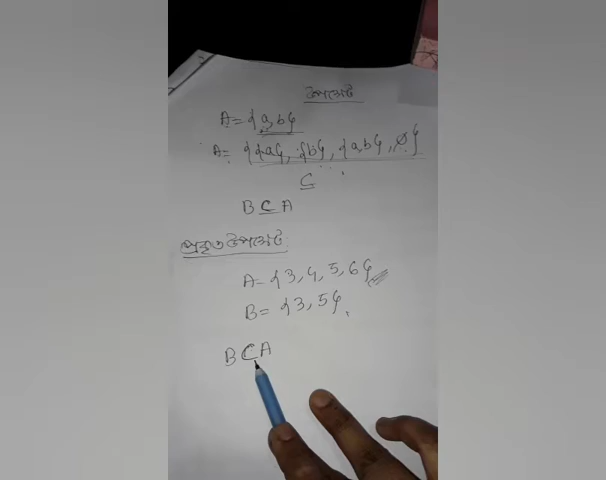 উপসেট
A = {a, b}
A = {{a}, {b}, {a, b}, ∅}
⊆
B ⊆ A
প্রকৃত উপসেট
A = {3, 4, 5, 6}
B = {3, 5}
B ⊂ A